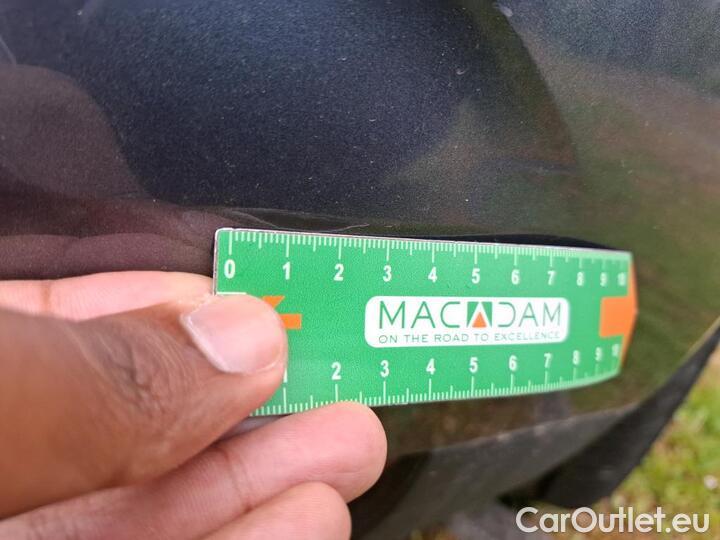 0 1 2 3 4 5 6 7 8 9 10
MACADAM
ON THE ROAD TO EXCELLENCE
1 2 3 4 5 6 7 8 9 10
CarOutlet.eu